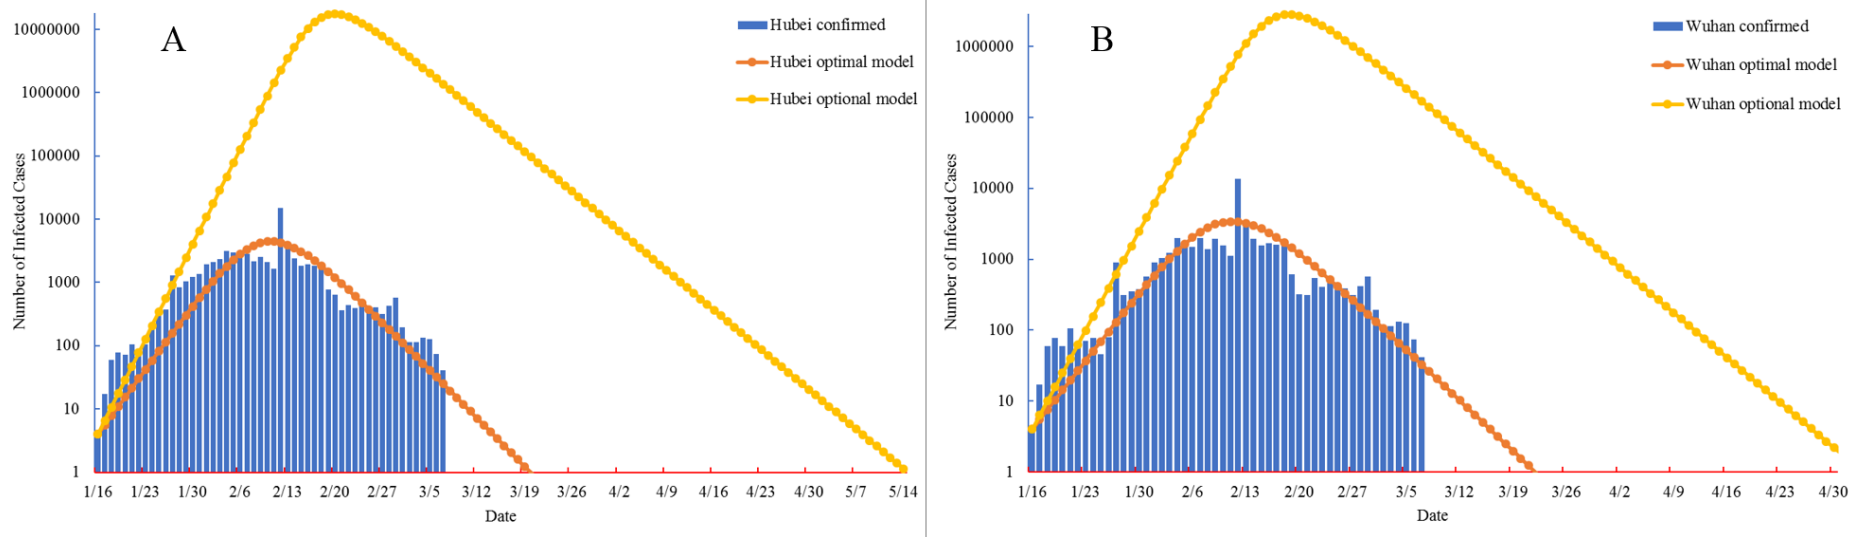 A
Hubei confirmed
Hubei optimal model
Hubei optional model
Number of Infected Cases
10000000
1000000
100000
10000
1000
100
10
1
1/16 1/23 1/30 2/6 2/13 2/20 2/27 3/5 3/12 3/19 3/26 4/2 4/9 4/16 4/23 4/30 5/7 5/14
Date
B
Wuhan confirmed
Wuhan optimal model
Wuhan optional model
Number of Infected Cases
1000000
100000
10000
1000
100
10
1
1/16 1/23 1/30 2/6 2/13 2/20 2/27 3/5 3/12 3/19 3/26 4/2 4/9 4/16 4/23 4/30
Date